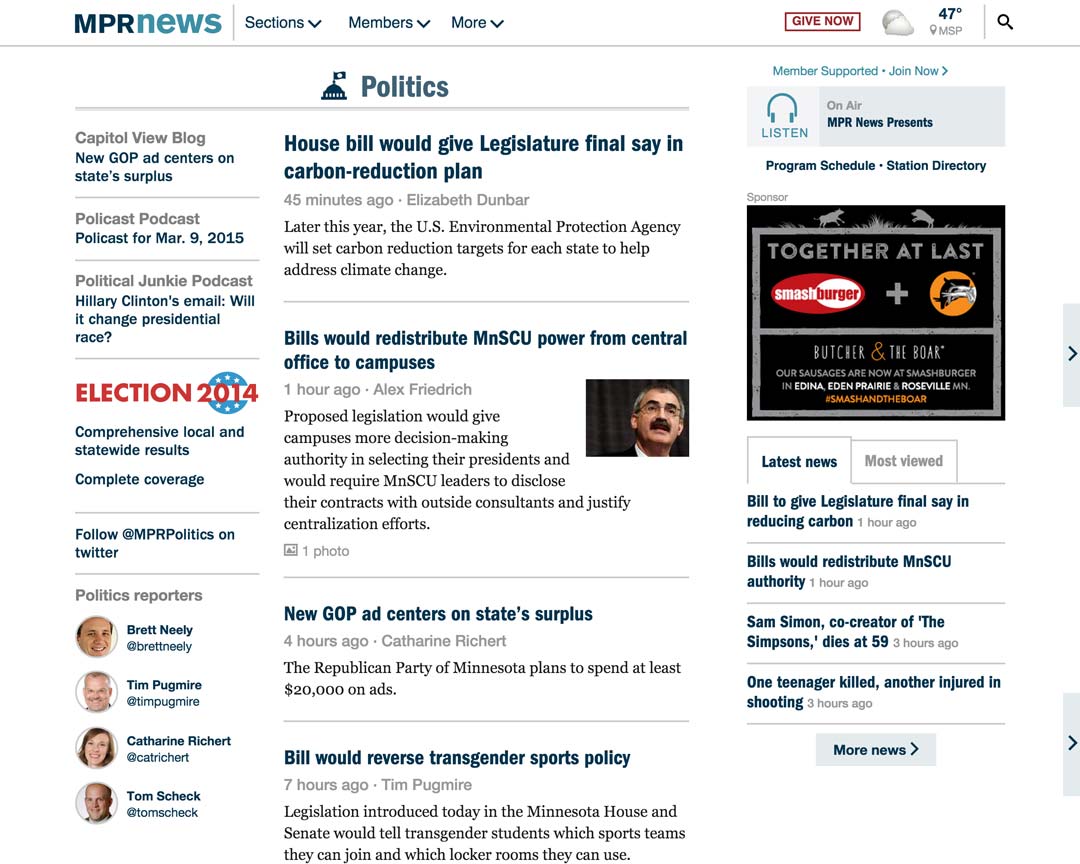 MPRnews
Sections
Members
More
GIVE NOW
47°
MSP
Politics
Capitol View Blog
New GOP ad centers on
state’s surplus
Policast Podcast
Policast for Mar. 9, 2015
Political Junkie Podcast
Hillary Clinton's email: Will
it change presidential
race?
ELECTION 2014
Comprehensive local and
statewide results
Complete coverage
Follow @MPRPolitics on
twitter
Politics reporters
Brett Neely
@brettneely
Tim Pugmire
@timpugmire
Catharine Richert
@catrichert
Tom Scheck
@tomscheck
House bill would give Legislature final say in
carbon-reduction plan
45 minutes ago · Elizabeth Dunbar
Later this year, the U.S. Environmental Protection Agency
will set carbon reduction targets for each state to help
address climate change.
Bills would redistribute MnSCU power from central
office to campuses
1 hour ago · Alex Friedrich
Proposed legislation would give
campuses more decision-making
authority in selecting their presidents and
would require MnSCU leaders to disclose
their contracts with outside consultants and justify
centralization efforts.
1 photo
New GOP ad centers on state’s surplus
4 hours ago · Catharine Richert
The Republican Party of Minnesota plans to spend at least
$20,000 on ads.
Bill would reverse transgender sports policy
7 hours ago · Tim Pugmire
Legislation introduced today in the Minnesota House and
Senate would tell transgender students which sports teams
they can join and which locker rooms they can use.
Member Supported • Join Now
LISTEN
On Air
MPR News Presents
Program Schedule • Station Directory
Sponsor
TOGETHER AT LAST
smashburger +
BUTCHER & THE BOAR
OUR SAUSAGES ARE NOW AT SMASHBURGER
IN EDINA, EDEN PRAIRIE & ROSEVILLE MN.
#SMASHANDTHEBOAR
Latest news
Most viewed
Bill to give Legislature final say in
reducing carbon 1 hour ago
Bills would redistribute MnSCU
authority 1 hour ago
Sam Simon, co-creator of 'The
Simpsons,' dies at 59 3 hours ago
One teenager killed, another injured in
shooting 3 hours ago
More news